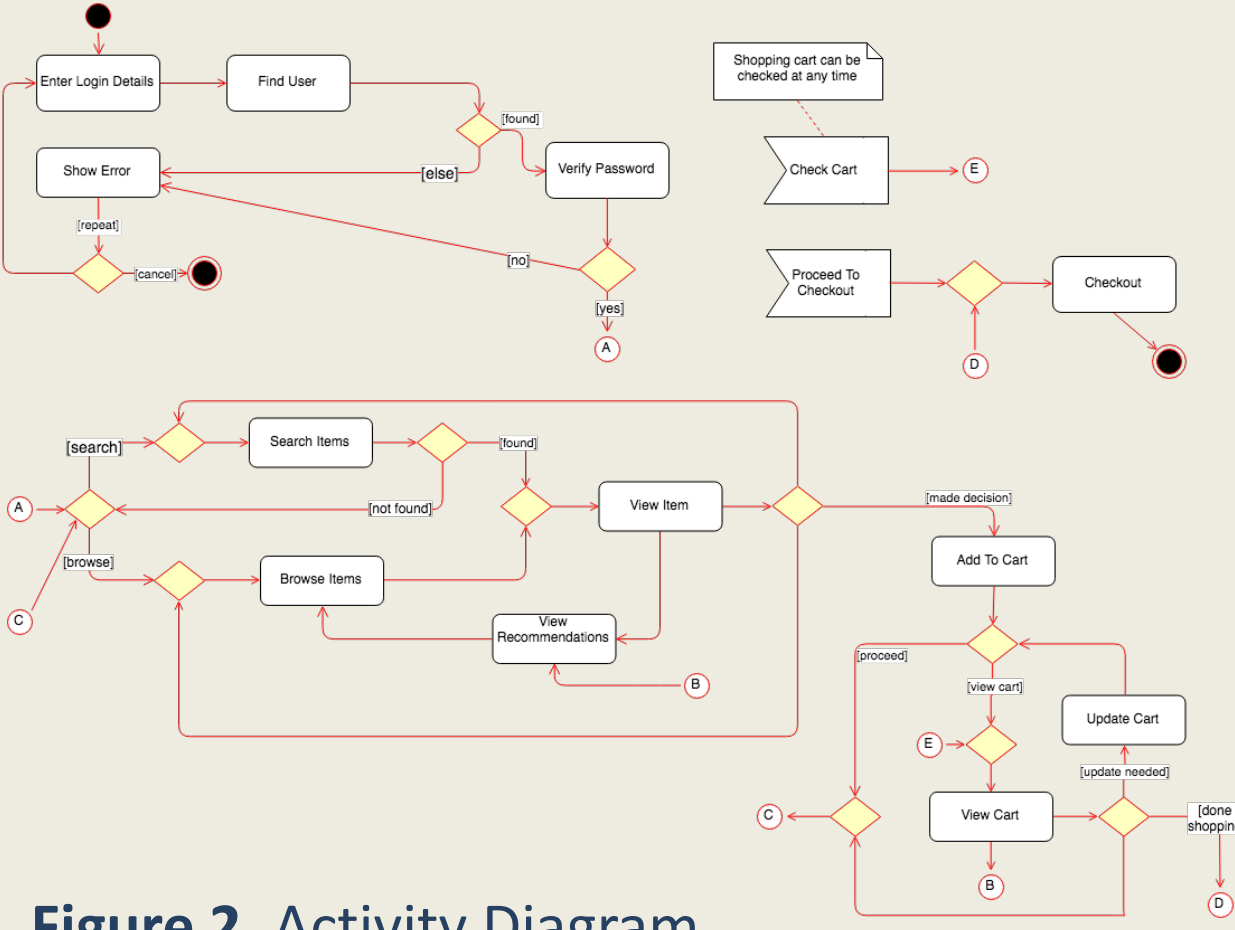 Enter Login Details
Find User
[found]
Show Error
[else]
Verify Password
[repeat]
[cancel]
[no]
[yes]
A
Shopping cart can be
checked at any time
Check Cart
E
Proceed To
Checkout
Checkout
D
[search]
Search Items
[found]
A
[not found]
View Item
[made decision]
[browse]
Browse Items
C
View
Recommendations
B
Add To Cart
[proceed]
[view cart]
Update Cart
E
[update needed]
C
View Cart
[done
shopping
B
D
Figure 2. Activity Diagram